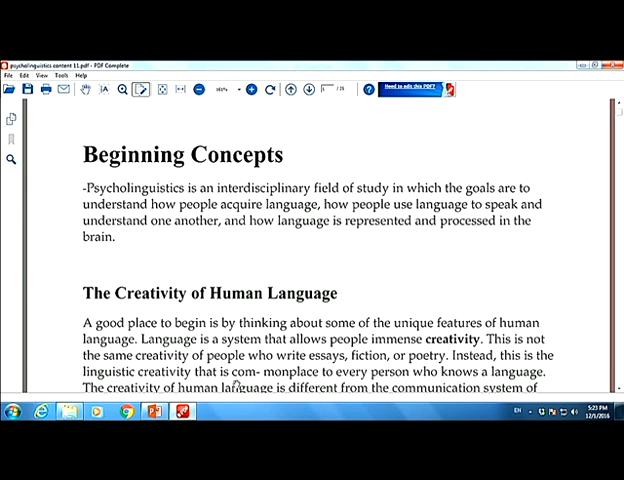 psycholinguistics content 11.pdf - PDF Complete
File Edit View Tools Help
161% 1 / 25 Need to edit this PDF?
Beginning Concepts
-Psycholinguistics is an interdisciplinary field of study in which the goals are to
understand how people acquire language, how people use language to speak and
understand one another, and how language is represented and processed in the
brain.
The Creativity of Human Language
A good place to begin is by thinking about some of the unique features of human
language. Language is a system that allows people immense creativity. This is not
the same creativity of people who write essays, fiction, or poetry. Instead, this is the
linguistic creativity that is com- monplace to every person who knows a language.
The creativity of human language is different from the communication system of
EN 5:23 PM
12/1/2016